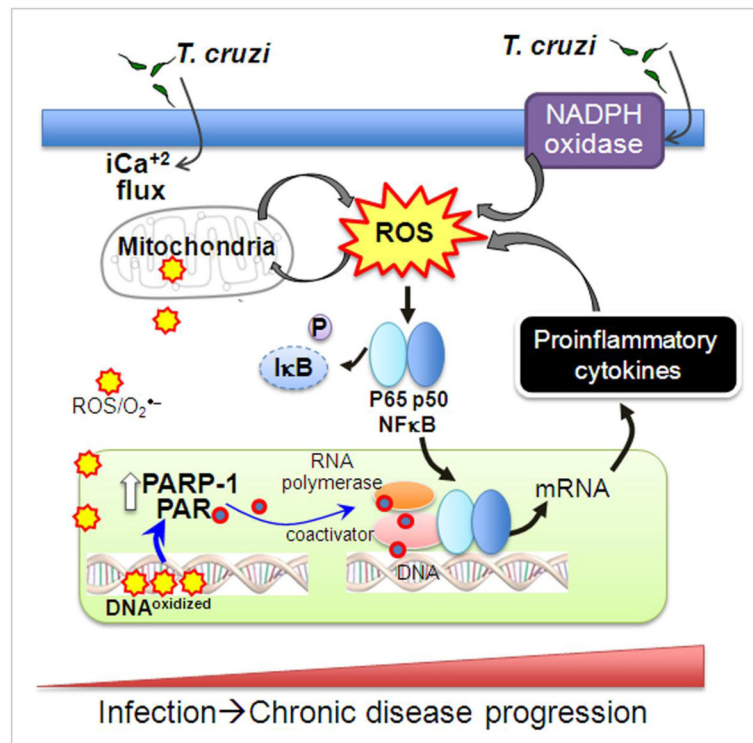 T. cruzi
T. cruzi
NADPH
oxidase
iCa⁺²
flux
Mitochondria
ROS
P
IκB
P65 p50
NFκB
Proinflammatory
cytokines
ROS/O₂•−
PARP-1
PAR
RNA
polymerase
coactivator
mRNA
DNA
DNAoxidized
Infection→Chronic disease progression